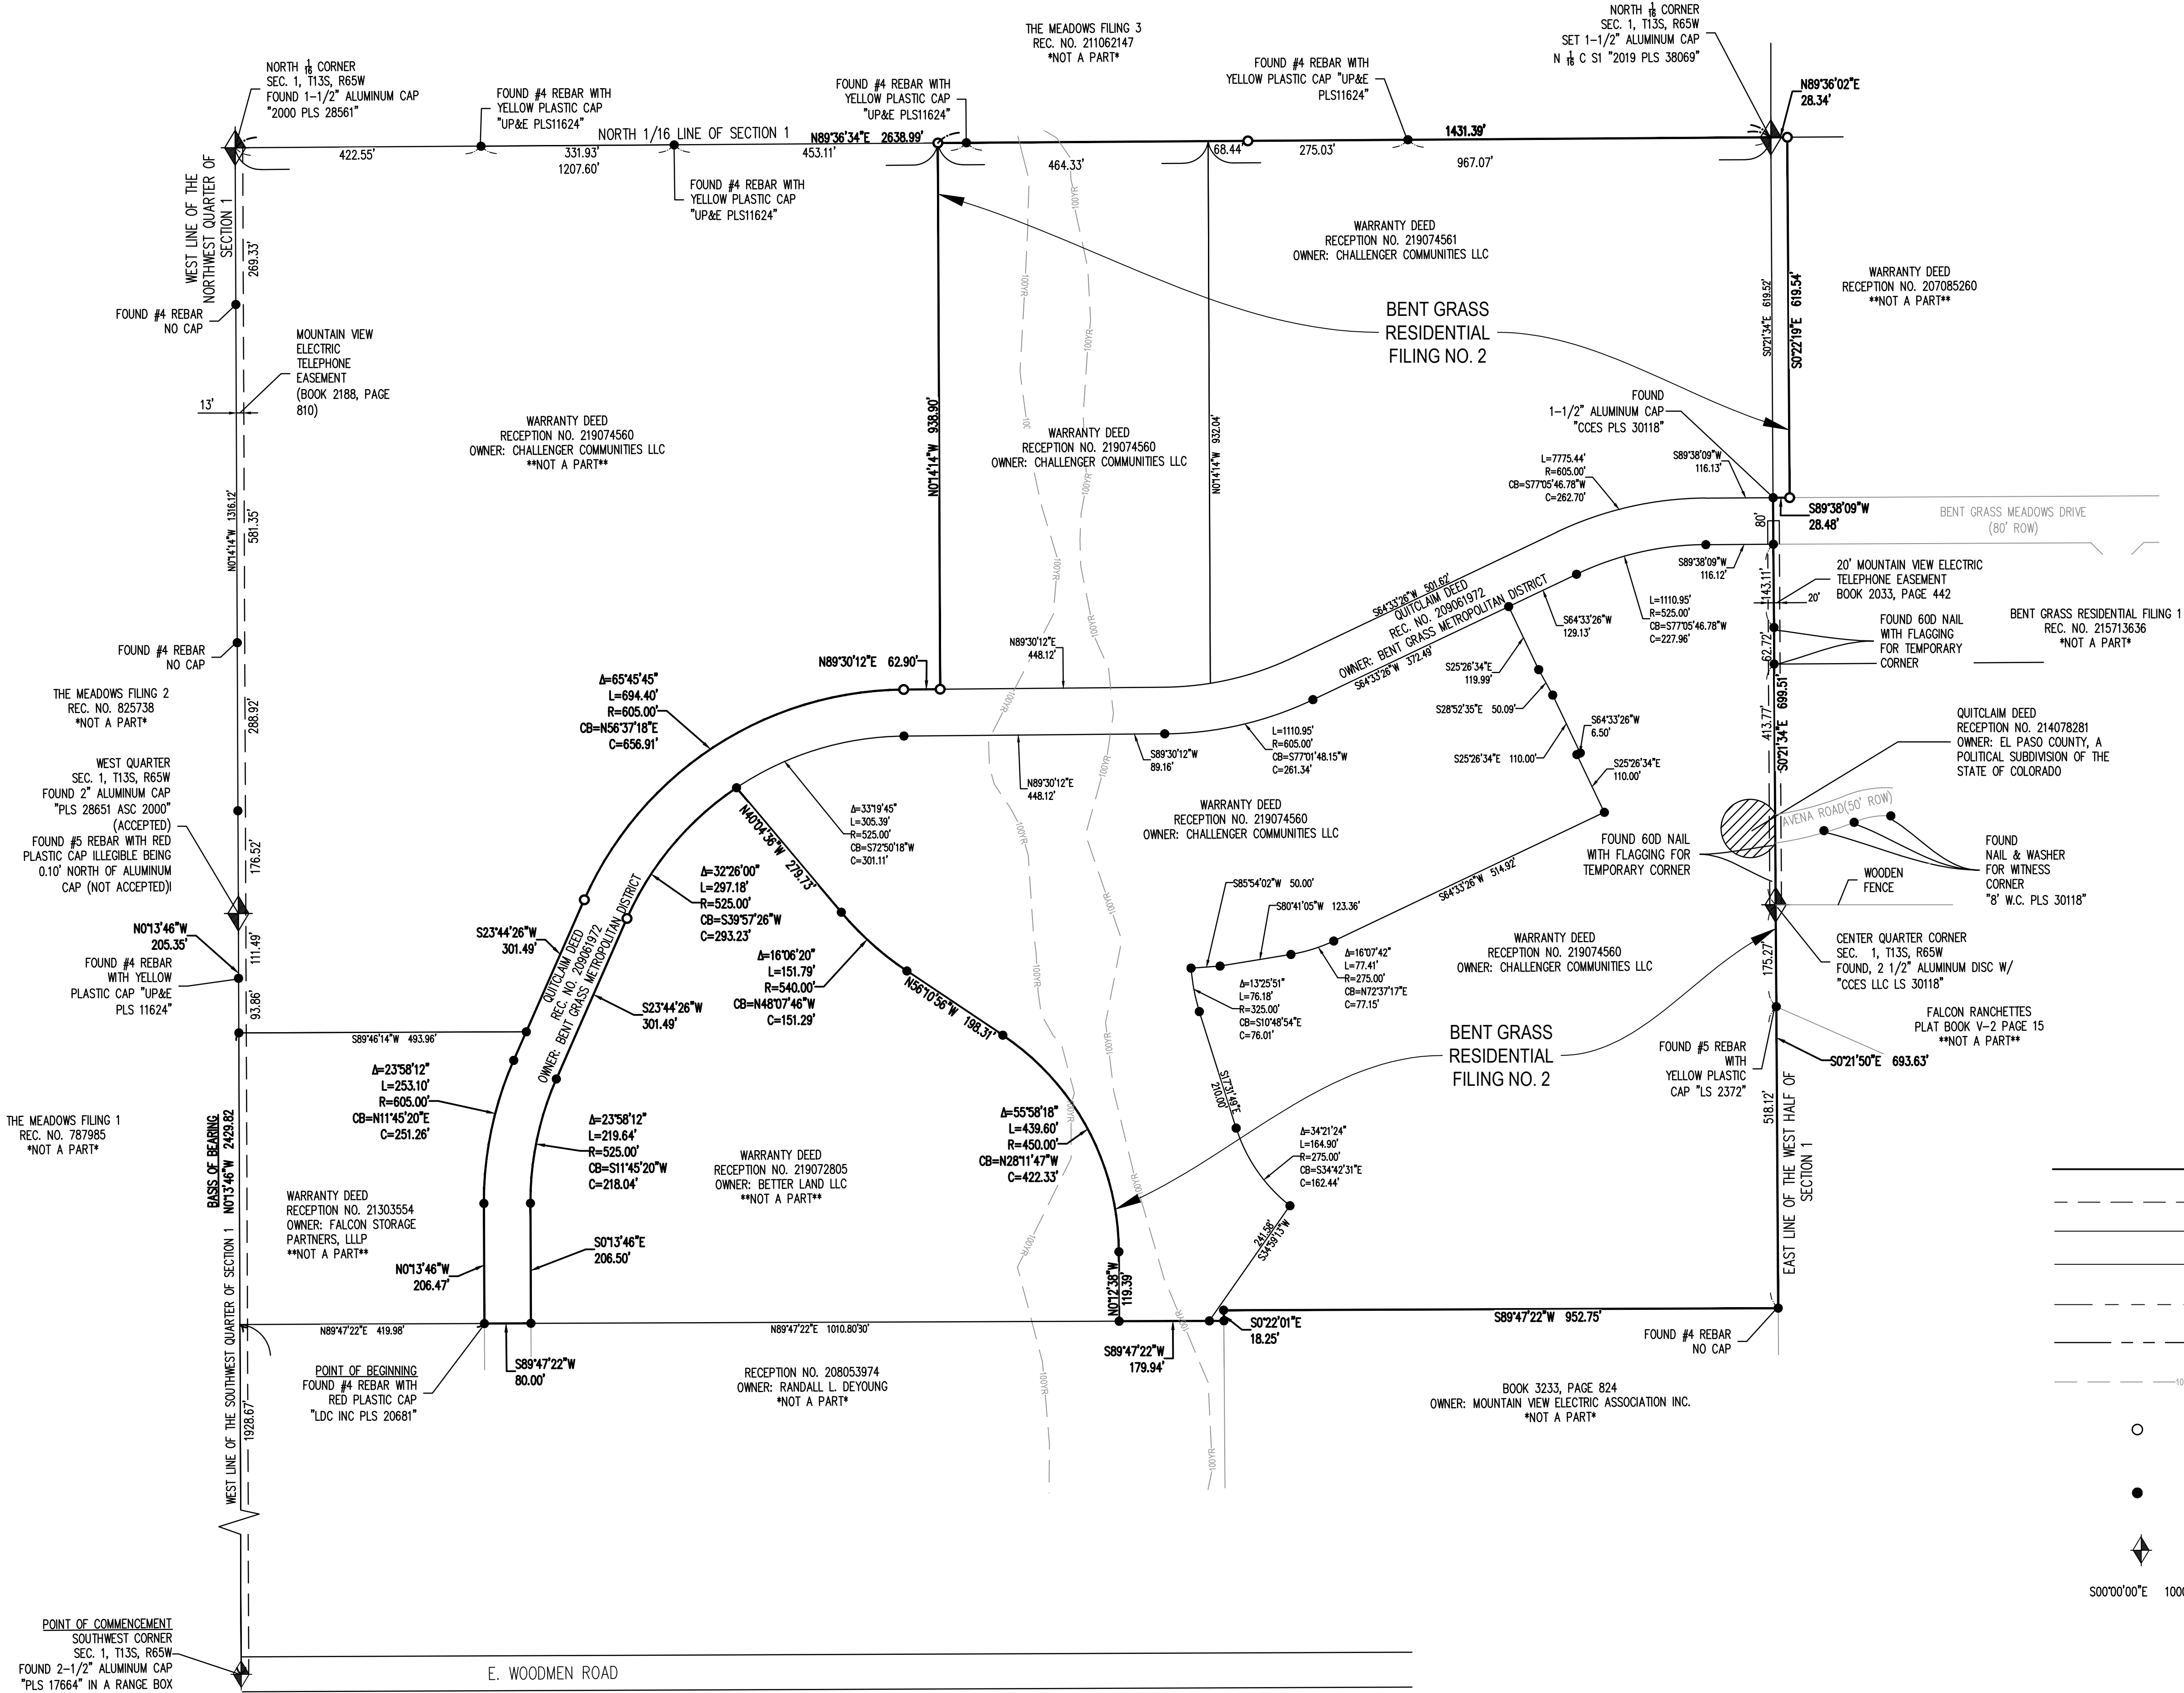 THE MEADOWS FILING 3
REC. NO. 211062147
*NOT A PART*
NORTH 1/16 CORNER
SEC. 1, T13S, R65W
FOUND 1-1/2" ALUMINUM CAP
"2000 PLS 28561"
FOUND #4 REBAR WITH
YELLOW PLASTIC CAP
"UP&E PLS11624"
FOUND #4 REBAR WITH
YELLOW PLASTIC CAP
"UP&E PLS11624"
FOUND #4 REBAR WITH
YELLOW PLASTIC CAP "UP&E
PLS11624"
NORTH 1/16 CORNER
SEC. 1, T13S, R65W
SET 1-1/2" ALUMINUM CAP
N 1/16 C S1 "2019 PLS 38069"
N89°36'02"E
28.34'
NORTH 1/16 LINE OF SECTION 1
N89°36'34"E 2638.99'
1431.39'
422.55'
331.93'
453.11'
1207.60'
464.33'
68.44'
275.03'
967.07'
FOUND #4 REBAR WITH
YELLOW PLASTIC CAP
"UP&E PLS11624"
WEST LINE OF THE
NORTHWEST QUARTER OF
SECTION 1
269.33'
FOUND #4 REBAR
NO CAP
MOUNTAIN VIEW
ELECTRIC
TELEPHONE
EASEMENT
(BOOK 2188, PAGE
810)
13'
N0°14'14"W 1316.12'
581.35'
WARRANTY DEED
RECEPTION NO. 219074560
OWNER: CHALLENGER COMMUNITIES LLC
**NOT A PART**
N0°14'14"W 938.90'
WARRANTY DEED
RECEPTION NO. 219074560
OWNER: CHALLENGER COMMUNITIES LLC
N0°14'14"W 932.04'
WARRANTY DEED
RECEPTION NO. 219074561
OWNER: CHALLENGER COMMUNITIES LLC
BENT GRASS
RESIDENTIAL
FILING NO. 2
S0°21'34"E 619.52'
S0°22'19"E 619.54'
WARRANTY DEED
RECEPTION NO. 207085260
**NOT A PART**
FOUND
1-1/2" ALUMINUM CAP
"CCES PLS 30118"
L=7775.44'
R=605.00'
CB=S77°05'46.78"W
C=262.70'
S89°38'09"W
116.13'
S89°38'09"W
28.48'
BENT GRASS MEADOWS DRIVE
(80' ROW)
80'
S89°38'09"W
116.12'
143.11'
20' MOUNTAIN VIEW ELECTRIC
TELEPHONE EASEMENT
BOOK 2033, PAGE 442
20'
BENT GRASS RESIDENTIAL FILING 1
REC. NO. 215713636
*NOT A PART*
FOUND 60D NAIL
WITH FLAGGING
FOR TEMPORARY
CORNER
62.72'
L=1110.95'
R=525.00'
CB=S77°05'46.78"W
C=227.96'
S64°33'26"W
129.13'
S64°33'26"W 501.62'
QUITCLAIM DEED
REC. NO. 209061972
OWNER: BENT GRASS METROPOLITAN DISTRICT
S64°33'26"W 372.49'
S25°26'34"E
119.99'
S28°52'35"E 50.09'
S64°33'26"W
6.50'
S25°26'34"E 110.00'
S25°26'34"E
110.00'
S0°21'34"E 699.51'
413.77'
QUITCLAIM DEED
RECEPTION NO. 214078281
OWNER: EL PASO COUNTY, A
POLITICAL SUBDIVISION OF THE
STATE OF COLORADO
AVENA ROAD(50' ROW)
FOUND
NAIL & WASHER
FOR WITNESS
CORNER
"8' W.C. PLS 30118"
FOUND 60D NAIL
WITH FLAGGING FOR
TEMPORARY CORNER
WOODEN
FENCE
FOUND #4 REBAR
NO CAP
THE MEADOWS FILING 2
REC. NO. 825738
*NOT A PART*
288.92'
WEST QUARTER
SEC. 1, T13S, R65W
FOUND 2" ALUMINUM CAP
"PLS 28651 ASC 2000"
(ACCEPTED)
FOUND #5 REBAR WITH RED
PLASTIC CAP ILLEGIBLE BEING
0.10' NORTH OF ALUMINUM
CAP (NOT ACCEPTED)|
176.52'
N0°13'46"W
205.35'
111.49'
FOUND #4 REBAR
WITH YELLOW
PLASTIC CAP "UP&E
PLS 11624"
93.86'
N89°30'12"E 62.90'
N89°30'12"E
448.12'
Δ=65°45'45"
L=694.40'
R=605.00'
CB=N56°37'18"E
C=656.91'
N89°30'12"E
448.12'
S89°30'12"W
89.16'
L=1110.95'
R=605.00'
CB=S77°01'48.15"W
C=261.34'
Δ=33°19'45"
L=305.39'
R=525.00'
CB=S72°50'18"W
C=301.11'
N40°04'36"W 279.73'
Δ=32°26'00"
L=297.18'
R=525.00'
CB=S39°57'26"W
C=293.23'
WARRANTY DEED
RECEPTION NO. 219074560
OWNER: CHALLENGER COMMUNITIES LLC
S64°33'26"W 514.92'
S85°54'02"W 50.00'
S80°41'05"W 123.36'
S23°44'26"W
301.49'
QUITCLAIM DEED
REC. NO. 209061972
OWNER: BENT GRASS METROPOLITAN DISTRICT
S23°44'26"W
301.49'
Δ=16°06'20"
L=151.79'
R=540.00'
CB=N48°07'46"W
C=151.29'
N56°10'56"W 198.31'
Δ=13°25'51"
L=76.18'
R=325.00'
CB=S10°48'54"E
C=76.01'
Δ=16°07'42"
L=77.41'
R=275.00'
CB=N72°37'17"E
C=77.15'
WARRANTY DEED
RECEPTION NO. 219074560
OWNER: CHALLENGER COMMUNITIES LLC
175.27'
CENTER QUARTER CORNER
SEC. 1, T13S, R65W
FOUND, 2 1/2" ALUMINUM DISC W/
"CCES LLC LS 30118"
FALCON RANCHETTES
PLAT BOOK V-2 PAGE 15
**NOT A PART**
FOUND #5 REBAR
WITH
YELLOW PLASTIC
CAP "LS 2372"
S0°21'50"E 693.63'
518.12'
EAST LINE OF THE WEST HALF OF
SECTION 1
BENT GRASS
RESIDENTIAL
FILING NO. 2
S89°46'14"W 493.96'
Δ=23°58'12"
L=253.10'
R=605.00'
CB=N11°45'20"E
C=251.26'
Δ=23°58'12"
L=219.64'
R=525.00'
CB=S11°45'20"W
C=218.04'
S17°31'49"E
210.00'
Δ=55°58'18"
L=439.60'
R=450.00'
CB=N28°11'47"W
C=422.33'
Δ=34°21'24"
L=164.90'
R=275.00'
CB=S34°42'31"E
C=162.44'
THE MEADOWS FILING 1
REC. NO. 787985
*NOT A PART*
BASIS OF BEARING
WEST LINE OF THE SOUTHWEST QUARTER OF SECTION 1 N0°13'46"W 2429.82
WARRANTY DEED
RECEPTION NO. 21303554
OWNER: FALCON STORAGE
PARTNERS, LLLP
**NOT A PART**
WARRANTY DEED
RECEPTION NO. 219072805
OWNER: BETTER LAND LLC
**NOT A PART**
N0°13'46"W
206.47'
S0°13'46"E
206.50'
241.58'
S34°59'13"W
N0°12'38"W
119.39'
N89°47'22"E 419.98'
N89°47'22"E 1010.80'30'
S0°22'01"E
18.25'
S89°47'22"W 952.75'
FOUND #4 REBAR
NO CAP
S89°47'22"W
80.00'
S89°47'22"W
179.94'
POINT OF BEGINNING
FOUND #4 REBAR WITH
RED PLASTIC CAP
"LDC INC PLS 20681"
RECEPTION NO. 208053974
OWNER: RANDALL L. DEYOUNG
*NOT A PART*
BOOK 3233, PAGE 824
OWNER: MOUNTAIN VIEW ELECTRIC ASSOCIATION INC.
*NOT A PART*
1928.67'
POINT OF COMMENCEMENT
SOUTHWEST CORNER
SEC. 1, T13S, R65W
FOUND 2-1/2" ALUMINUM CAP
"PLS 17664" IN A RANGE BOX
E. WOODMEN ROAD
100YR
100YR
100YR
100YR
100YR
100YR
100YR
100YR
100YR
100YR
100YR
100YR
100YR